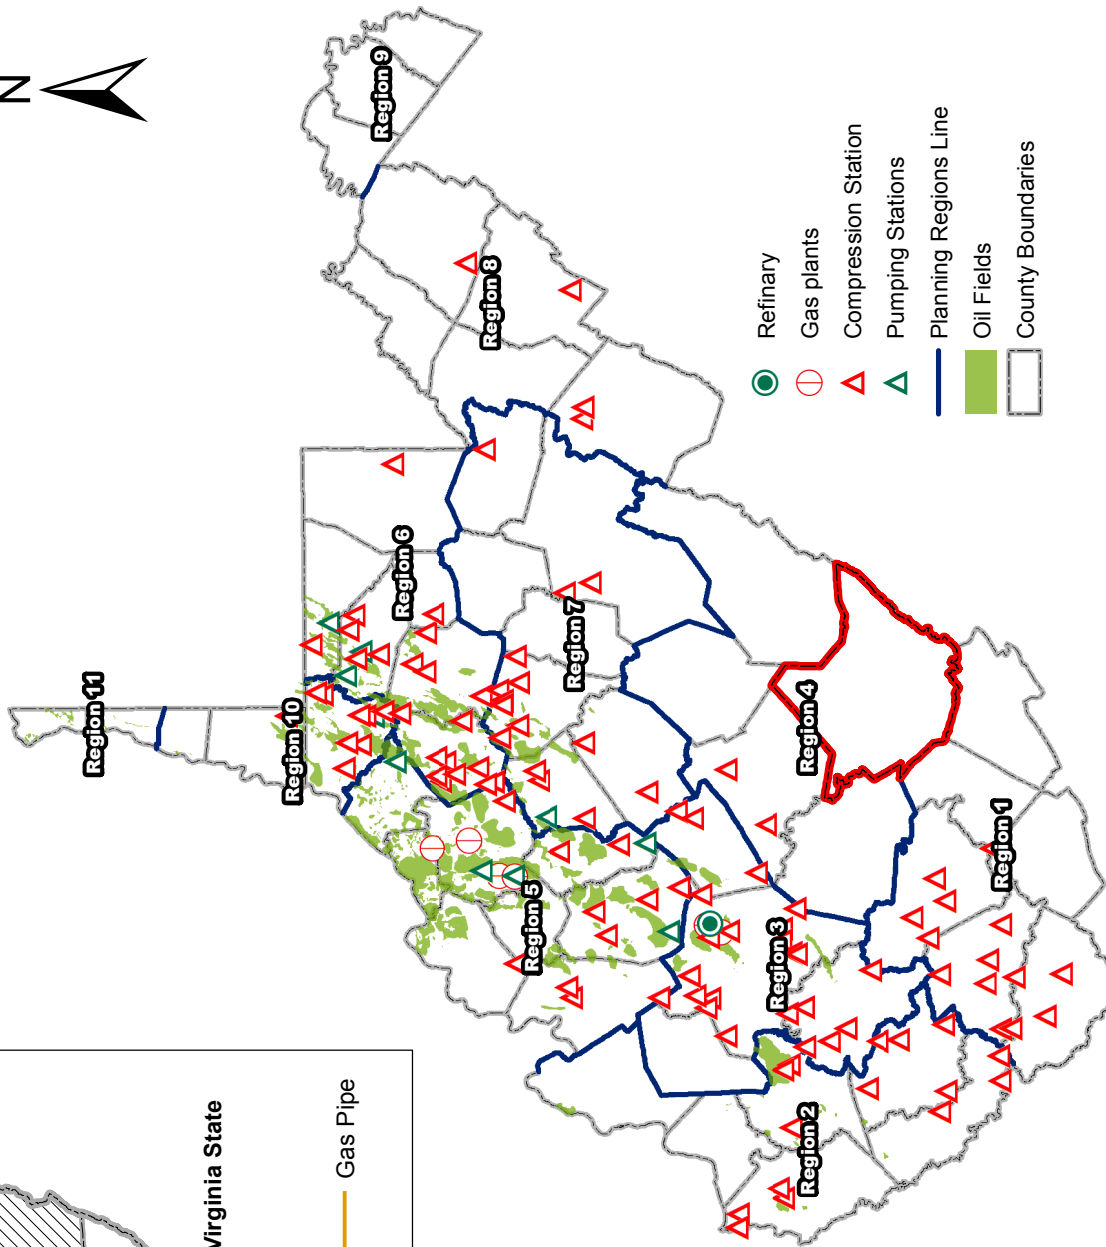 N
Region 9
Region 8
Region 11
Region 10
Region 6
Region 7
Region 5
Region 4
Region 3
Region 1
Region 2
Refinary
Gas plants
Compression Station
Pumping Stations
Planning Regions Line
Oil Fields
County Boundaries
Virginia State
Gas Pipe